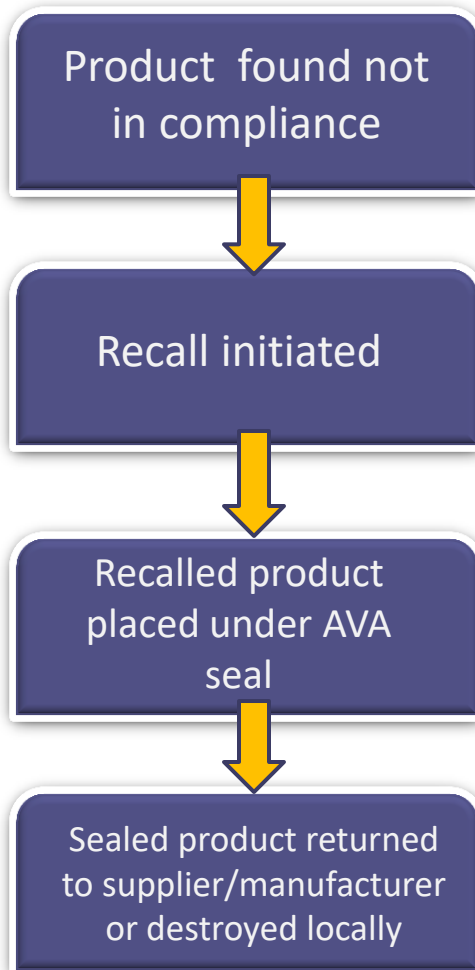 Product found not
in compliance
Recall initiated
Recalled product
placed under AVA
seal
Sealed product returned
to supplier/manufacturer
or destroyed locally